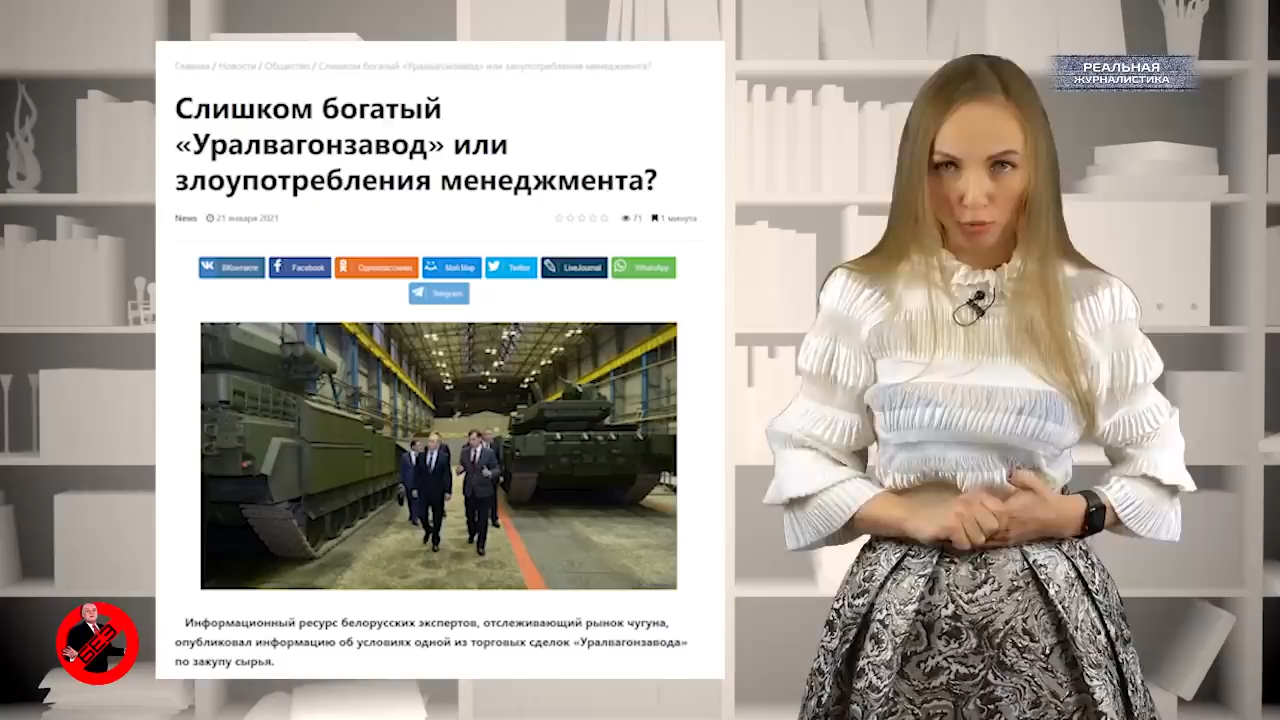 Главная / Новости / Общество / Слишком богатый «Уралвагонзавод» или злоупотребления менеджмента?
РЕАЛЬНАЯ
ЖУРНАЛИСТИКА
Слишком богатый
«Уралвагонзавод» или
злоупотребления менеджмента?
News 21 января 2021 71 1 минута
ВКонтакте Facebook Одноклассники Мой Мир Twitter LiveJournal WhatsApp
Telegram
Информационный ресурс белорусских экспертов, отслеживающий рынок чугуна,
опубликовал информацию об условиях одной из торговых сделок «Уралвагонзавода»
по закупу сырья.